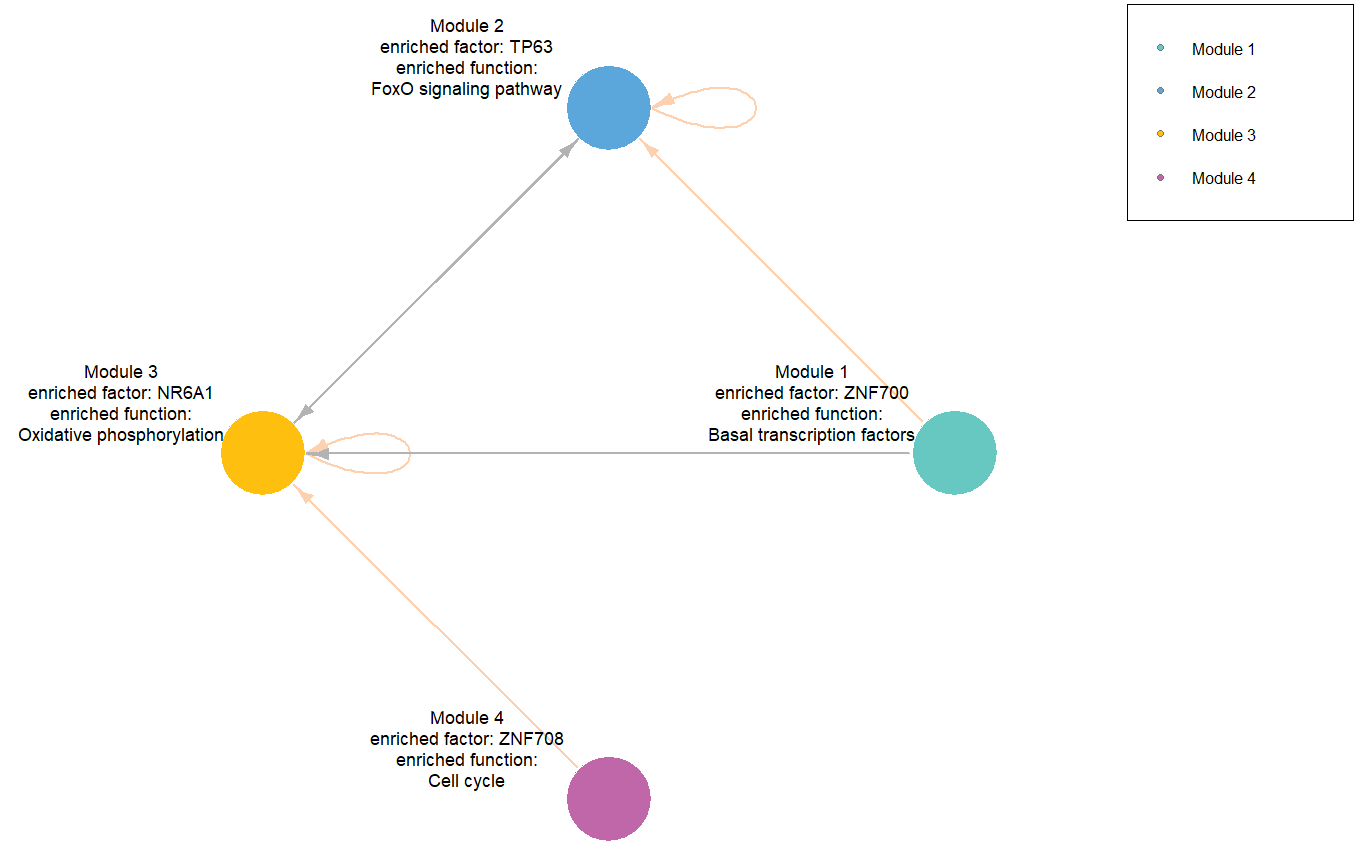 Module 2
enriched factor: TP63
enriched function:
FoxO signaling pathway
Module 1
Module 2
Module 3
Module 4
Module 3
enriched factor: NR6A1
enriched function:
Oxidative phosphorylation
Module 1
enriched factor: ZNF700
enriched function:
Basal transcription factors
Module 4
enriched factor: ZNF708
enriched function:
Cell cycle